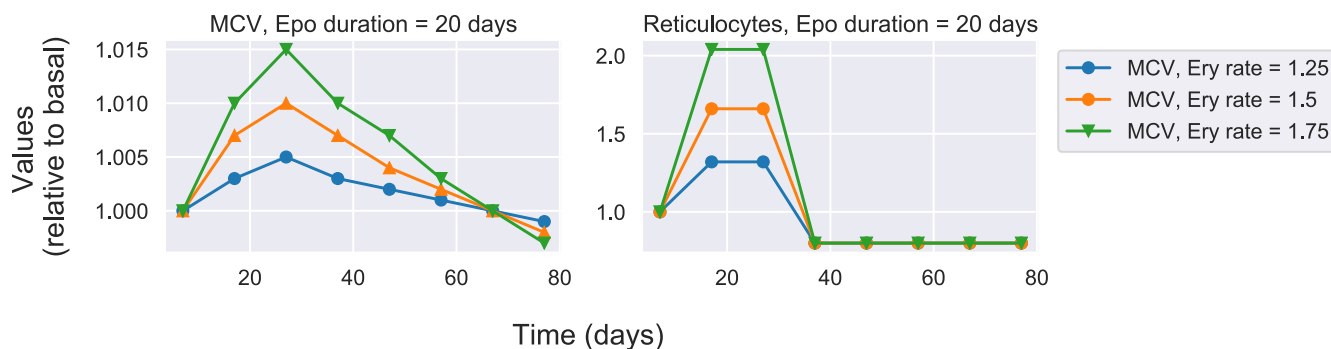 MCV, Epo duration = 20 days
Reticulocytes, Epo duration = 20 days
Values
(relative to basal)
1.015
1.010
1.005
1.000
20
40
60
80
2.0
1.5
1.0
20
40
60
80
MCV, Ery rate = 1.25
MCV, Ery rate = 1.5
MCV, Ery rate = 1.75
Time (days)